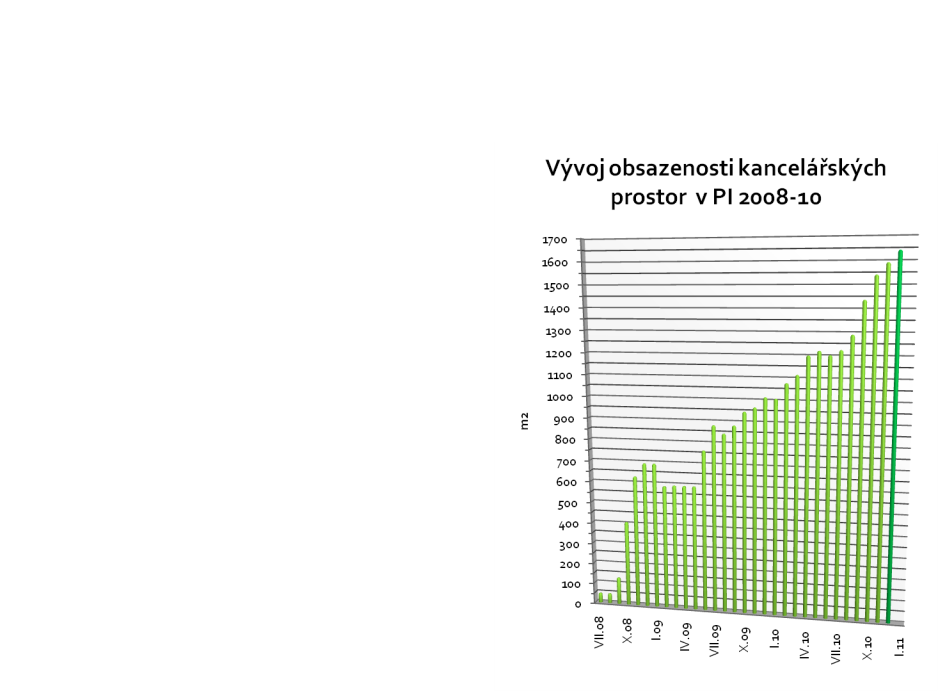 Vývoj obsazenosti kancelářských
prostor v PI 2008-10
1700
1600
1500
1400
1300
1200
1100
1000
900
800
700
600
500
400
300
200
100
0
m2
VII.08
X.08
I.09
IV.09
VII.09
X.09
I.10
IV.10
VII.10
X.10
I.11